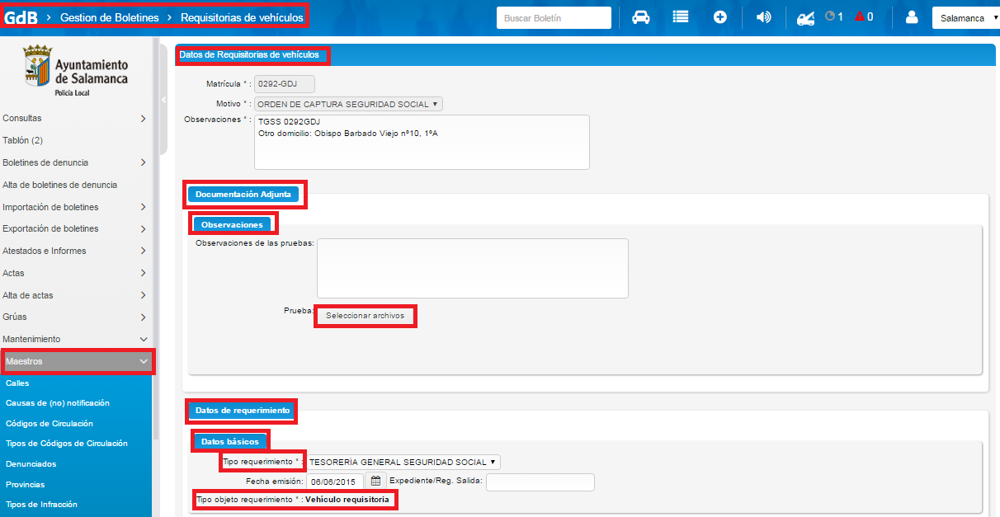 GdB > Gestion de Boletines > Requisitorias de vehículos
Buscar Boletín
1
0
Salamanca
Ayuntamiento
de Salamanca
Policía Local
Consultas
Tablón (2)
Boletines de denuncia
Alta de boletines de denuncia
Importación de boletines
Exportación de boletines
Atestados e Informes
Actas
Alta de actas
Grúas
Mantenimiento
Maestros
Calles
Causas de (no) notificación
Códigos de Circulación
Tipos de Códigos de Circulación
Denunciados
Provincias
Tipos de Infracción
Datos de Requisitorias de vehículos
Matrícula * : 0292-GDJ
Motivo * : ORDEN DE CAPTURA SEGURIDAD SOCIAL
Observaciones * : TGSS 0292GDJ
Otro domicilio: Obispo Barbado Viejo nº10, 1ºA
Documentación Adjunta
Observaciones
Observaciones de las pruebas:
Prueba: Seleccionar archivos
Datos de requerimiento
Datos básicos
Tipo requerimiento * : TESORERÌA GENERAL SEGURIDAD SOCIAL
Fecha emisión: 06/06/2015 Expediente/Reg. Salida:
Tipo objeto requerimiento * : Vehículo requisitoria